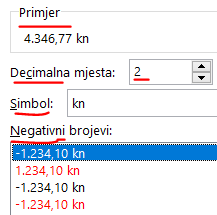 Primjer
4.346,77 kn
Decimalna mjesta: 2
Simbol: kn
Negativni brojevi:
-1.234,10 kn
1.234,10 kn
-1.234,10 kn
-1.234,10 kn